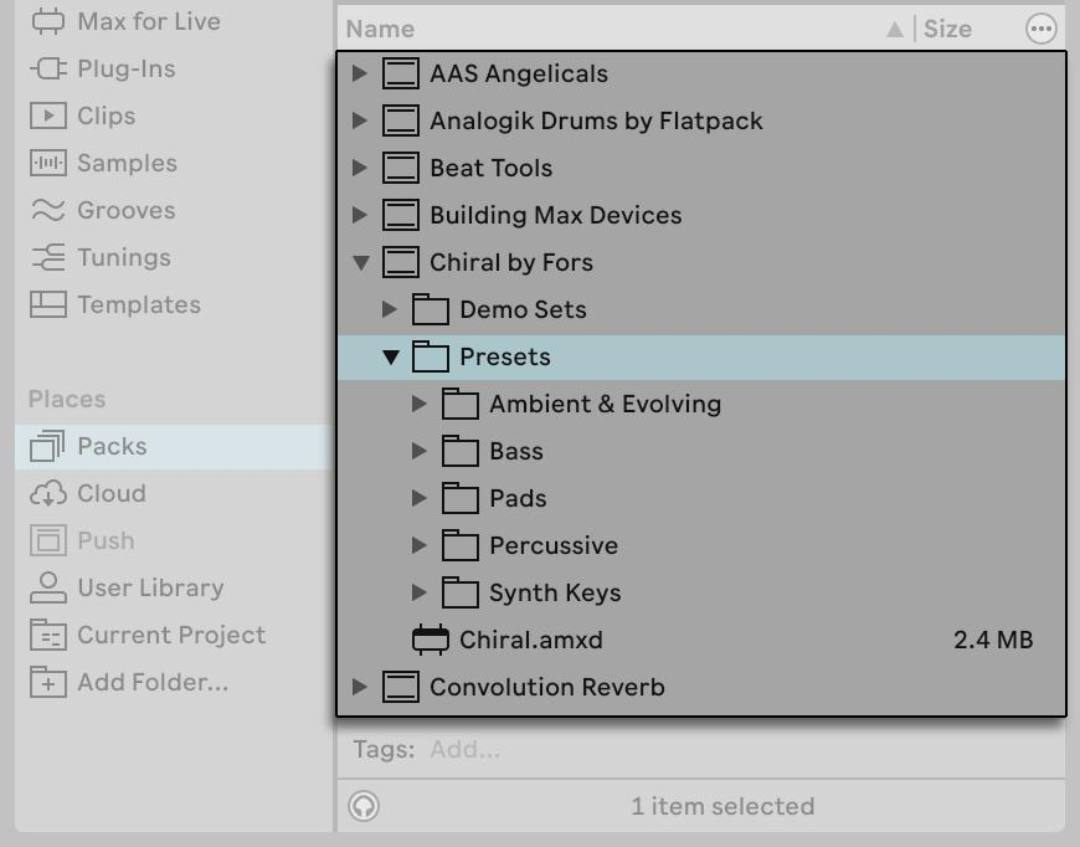 Max for Live
Plug-Ins
Clips
Samples
Grooves
Tunings
Templates
Places
Packs
Cloud
Push
User Library
Current Project
Add Folder...
Name
Size
AAS Angelicals
Analogik Drums by Flatpack
Beat Tools
Building Max Devices
Chiral by Fors
Demo Sets
Presets
Ambient & Evolving
Bass
Pads
Percussive
Synth Keys
Chiral.amxd 2.4 MB
Convolution Reverb
Tags: Add...
1 item selected